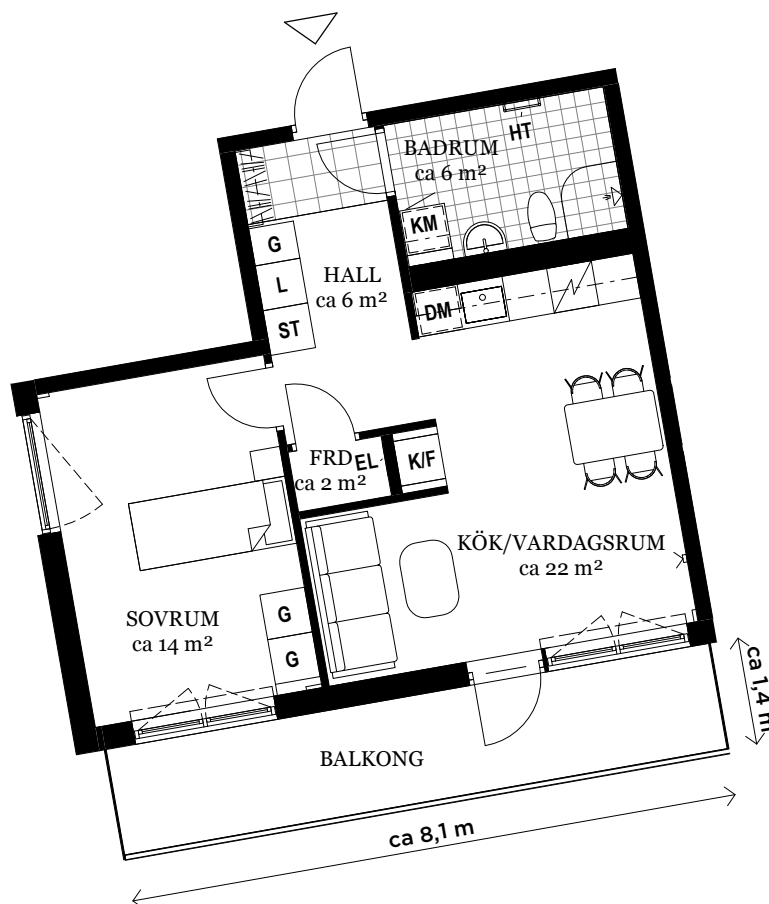 HT
BADRUM
ca 6 m²
KM
G
HALL
ca 6 m²
L
ST
DM
FRD
ca 2 m²
EL
K/F
KÖK/VARDAGSRUM
ca 22 m²
SOVRUM
ca 14 m²
G
G
BALKONG
ca 1,4 m
ca 8,1 m